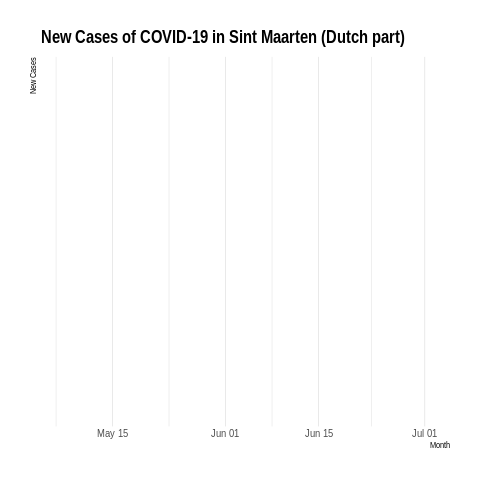 New Cases of COVID-19 in Sint Maarten (Dutch part)
New Cases
May 15 Jun 01 Jun 15 Jul 01
Month